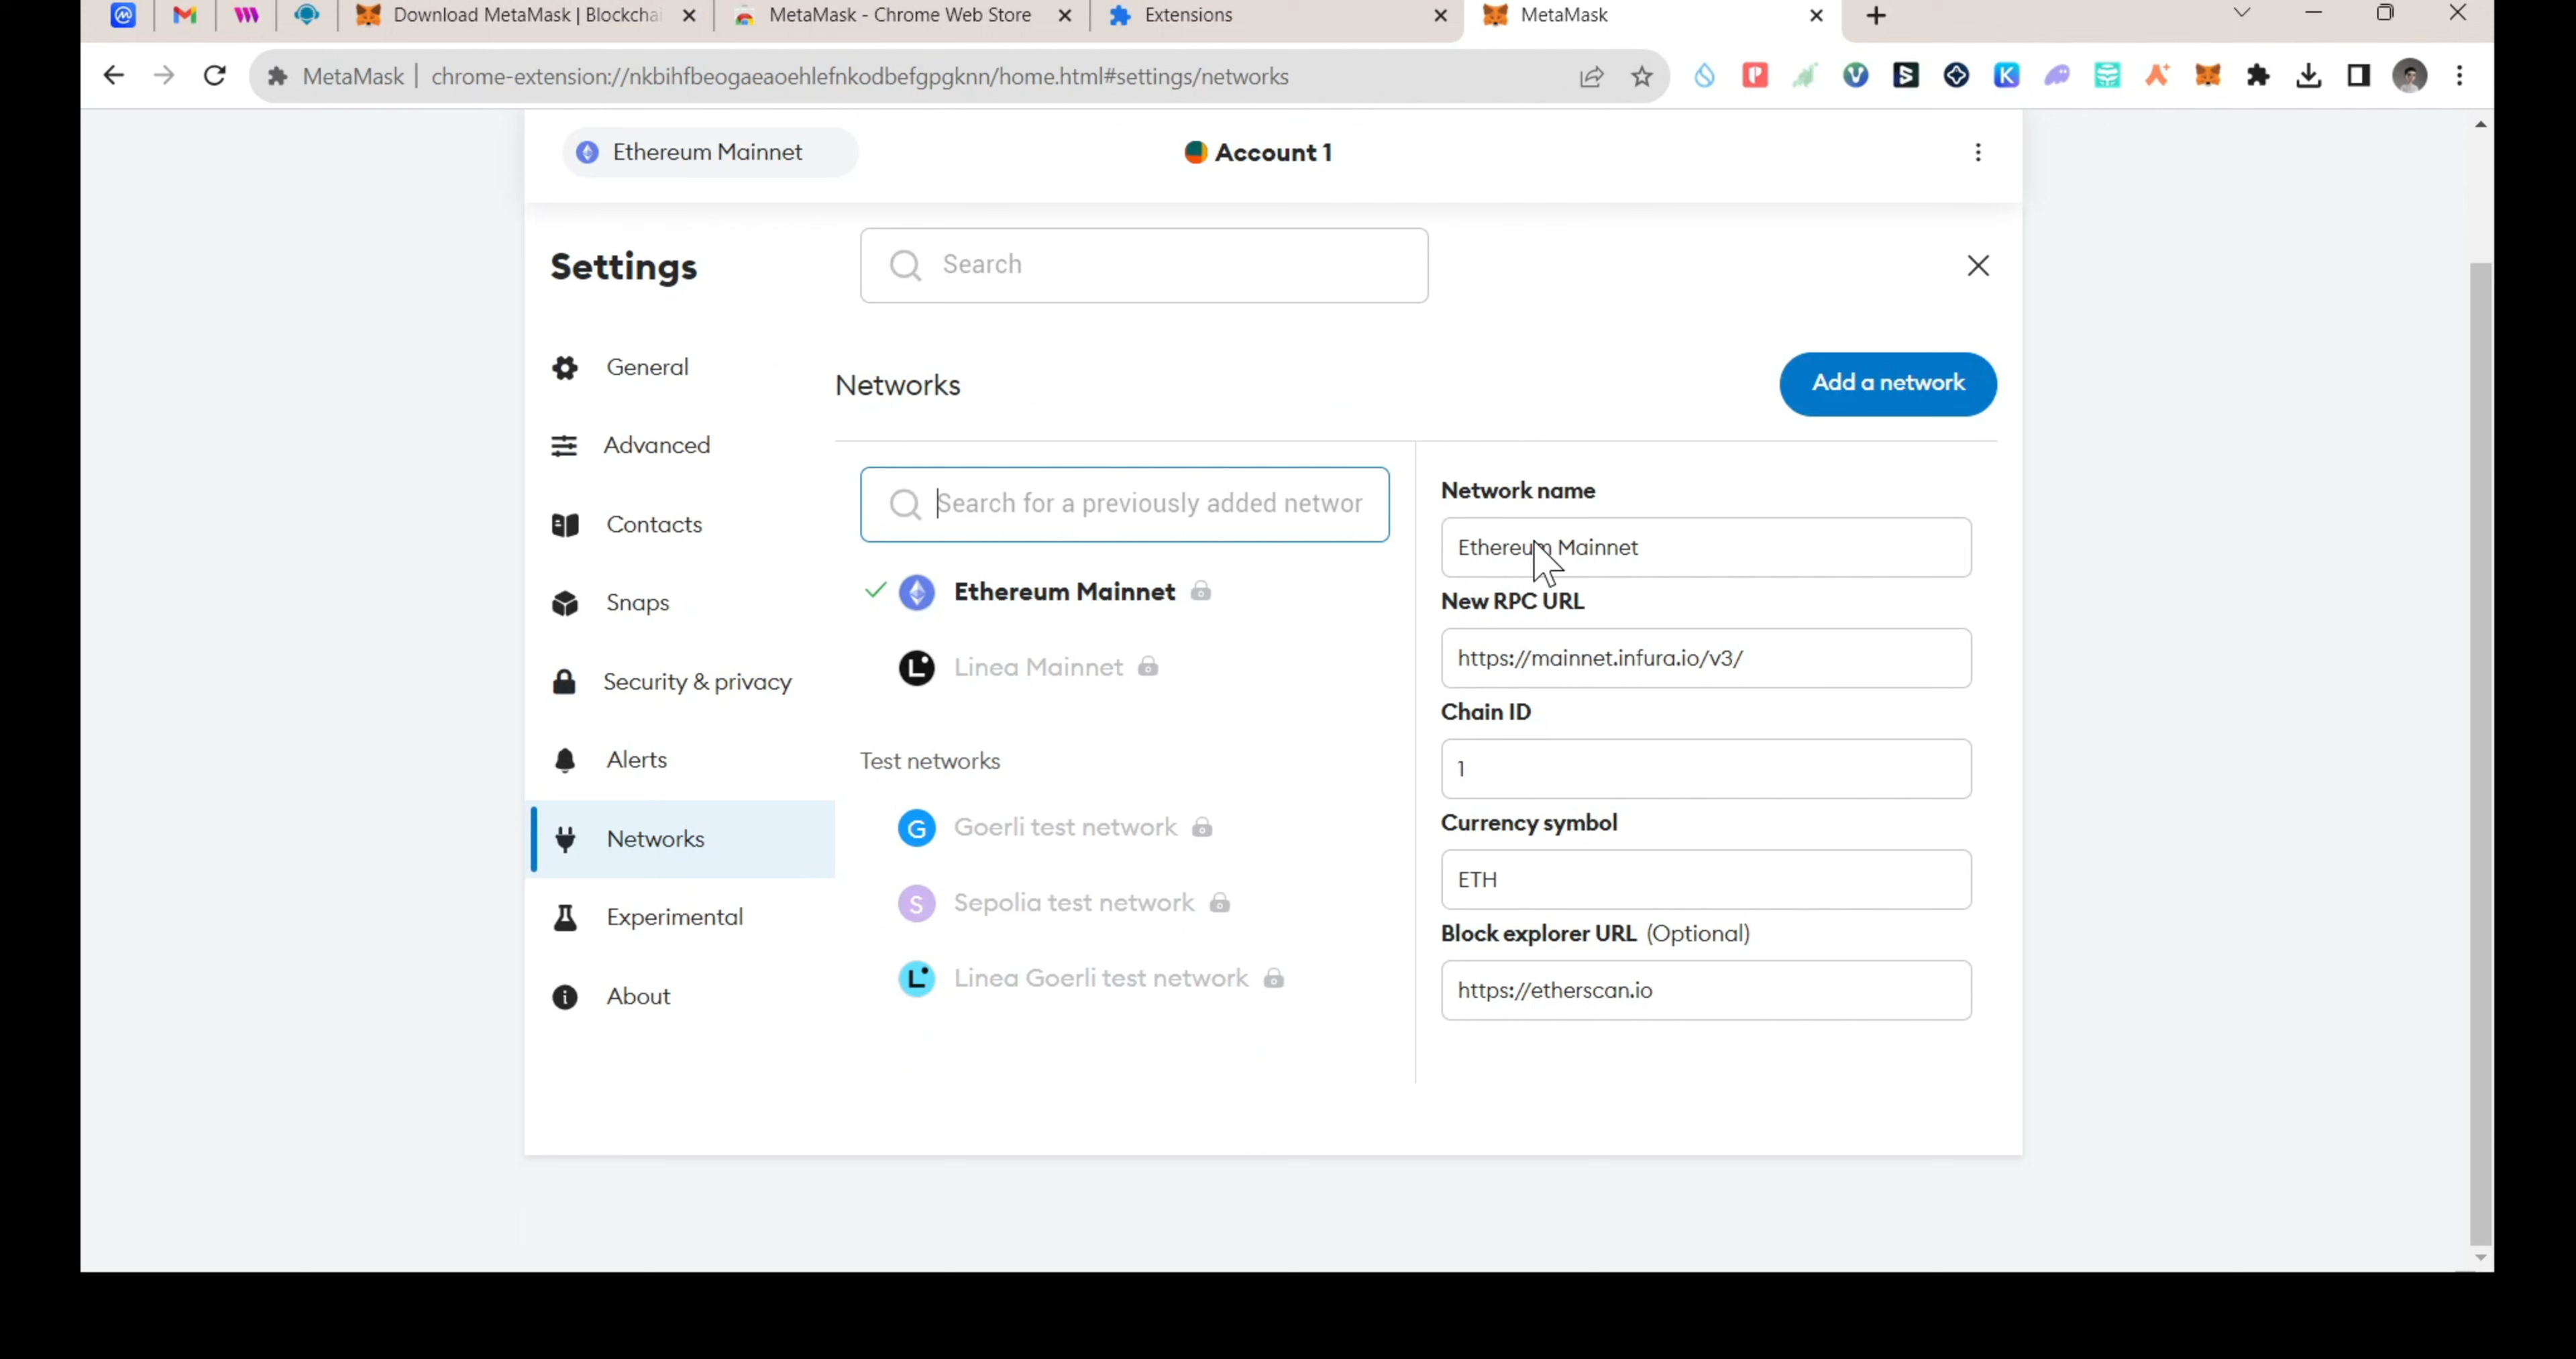 Download MetaMask | Blockchai
MetaMask - Chrome Web Store
Extensions
MetaMask
MetaMask | chrome-extension://nkbihfbeogaeaoehlefnkodbefgpgknn/home.html#settings/networks
Ethereum Mainnet
Account 1
Settings
Search
General
Advanced
Contacts
Snaps
Security & privacy
Alerts
Networks
Experimental
About
Networks
Add a network
Search for a previously added networ
Ethereum Mainnet
Linea Mainnet
Test networks
G Goerli test network
S Sepolia test network
L Linea Goerli test network
Network name
Ethereum Mainnet
New RPC URL
https://mainnet.infura.io/v3/
Chain ID
1
Currency symbol
ETH
Block explorer URL (Optional)
https://etherscan.io